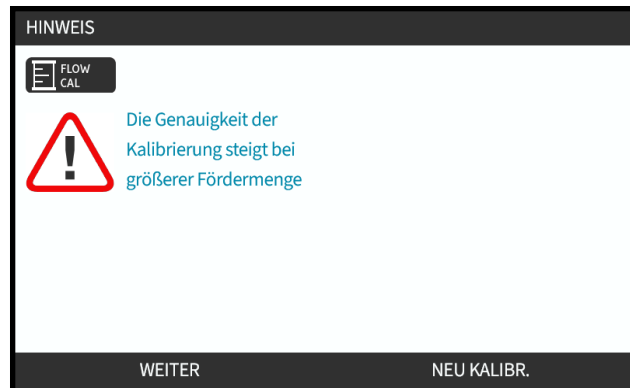 HINWEIS
FLOW
CAL
Die Genauigkeit der
Kalibrierung steigt bei
größerer Fördermenge
WEITER NEU KALIBR.